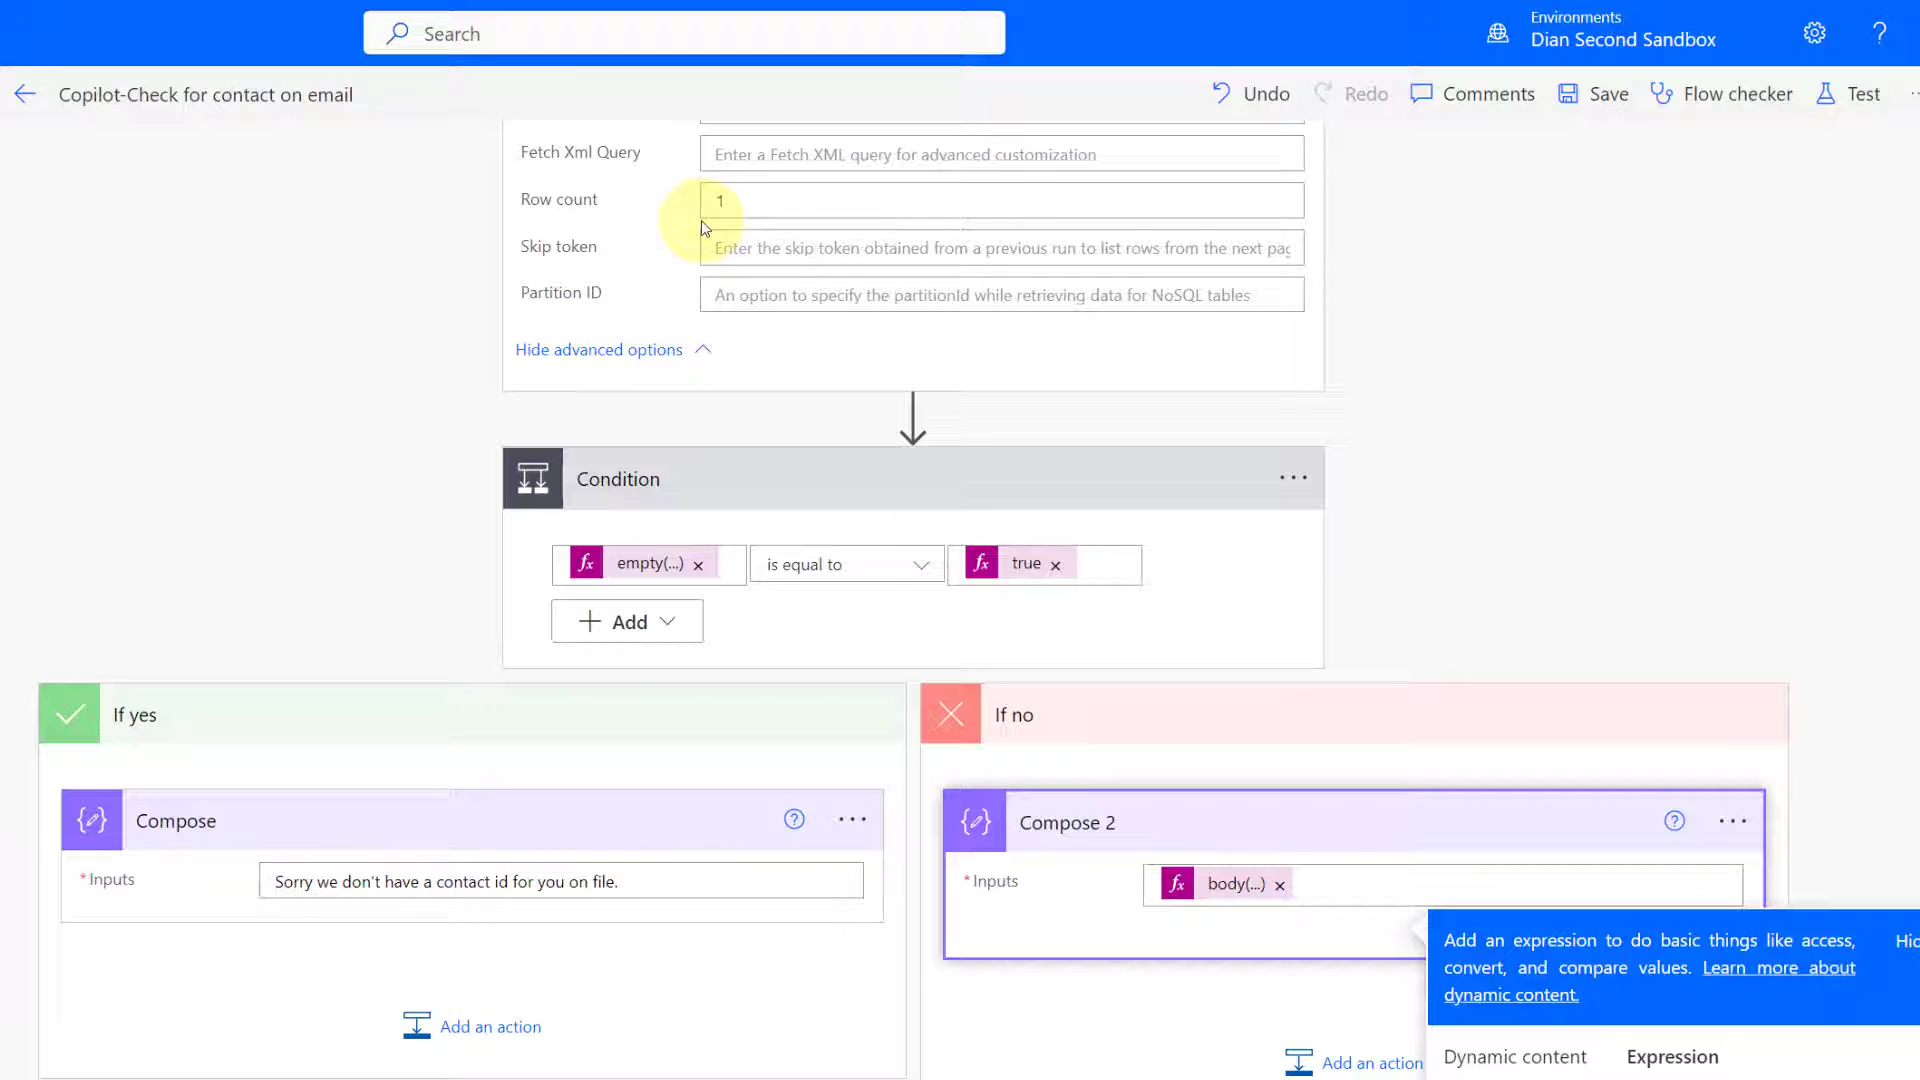 Search
Environments
Dian Second Sandbox
?
Copilot-Check for contact on email
Undo
Redo
Comments
Save
Flow checker
Test
Fetch Xml Query
Enter a Fetch XML query for advanced customization
Row count
1
Skip token
Enter the skip token obtained from a previous run to list rows from the next pag
Partition ID
An option to specify the partitionId while retrieving data for NoSQL tables
Hide advanced options
Condition
fx empty(...) ×
is equal to
fx true ×
+ Add
If yes
If no
Compose
?
Compose 2
?
* Inputs
Sorry we don't have a contact id for you on file.
* Inputs
fx body(...) ×
Add an expression to do basic things like access,
convert, and compare values. Learn more about
dynamic content.
Add an action
Add an action
Dynamic content
Expression